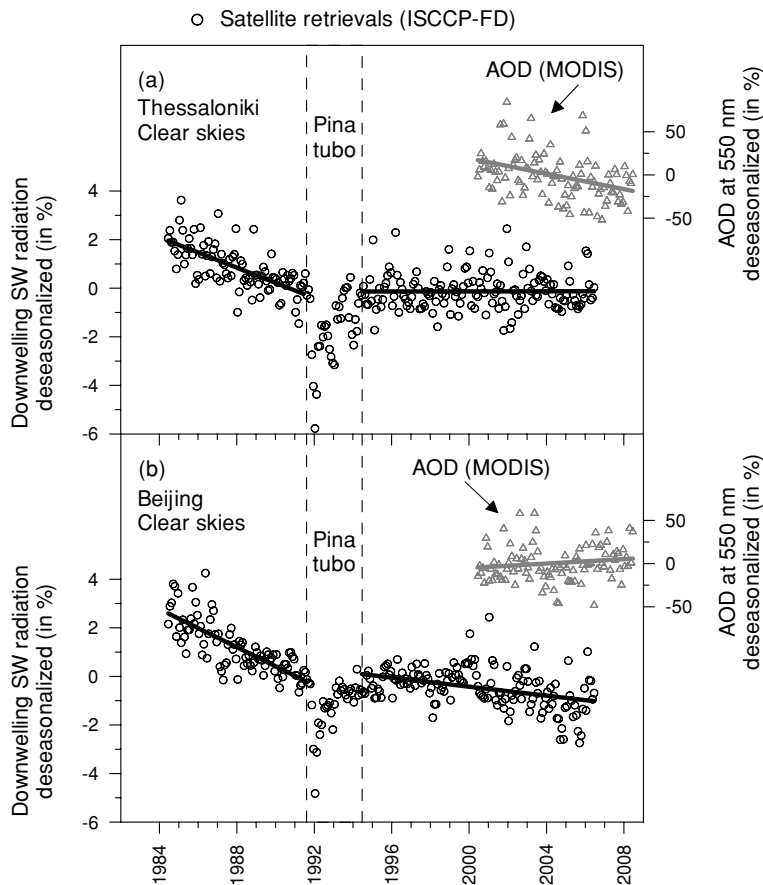 Satellite retrievals (ISCCP-FD)
(a)
Thessaloniki
Clear skies
Pina
tubo
AOD (MODIS)
Downwelling SW radiation
deseasonalized (in %)
4
2
0
-2
-4
-6
AOD at 550 nm
deseasonalized (in %)
50
0
-50
(b)
Beijing
Clear skies
Pina
tubo
AOD (MODIS)
Downwelling SW radiation
deseasonalized (in %)
4
2
0
-2
-4
-6
AOD at 550 nm
deseasonalized (in %)
50
0
-50
1984
1988
1992
1996
2000
2004
2008